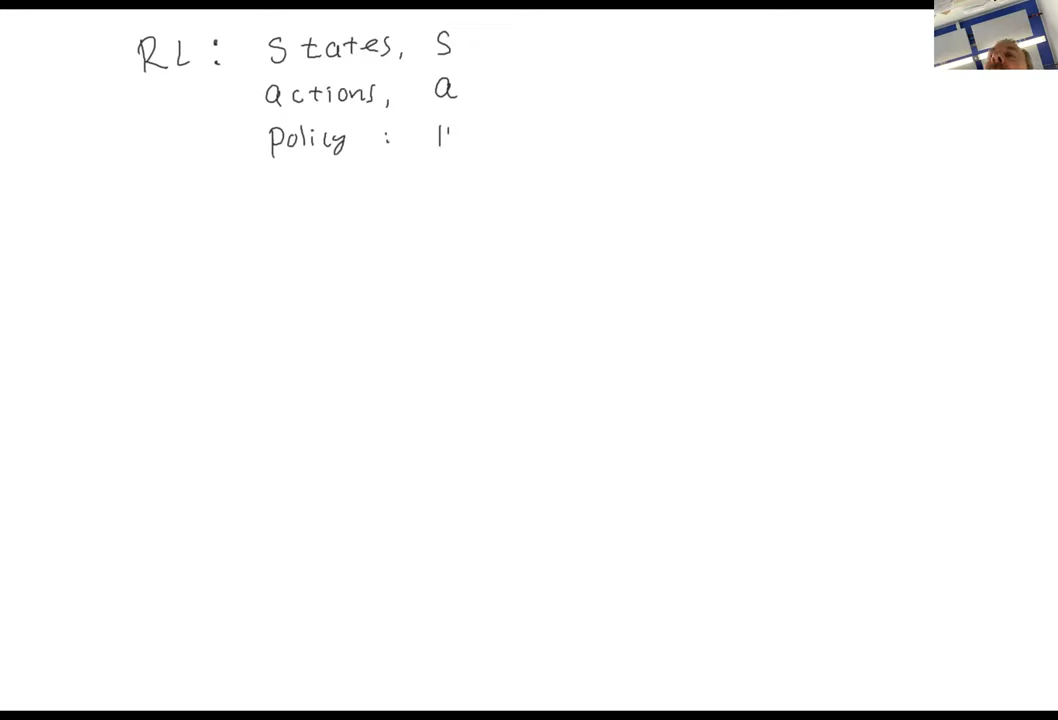 RL: States, S
actions, a
policy :